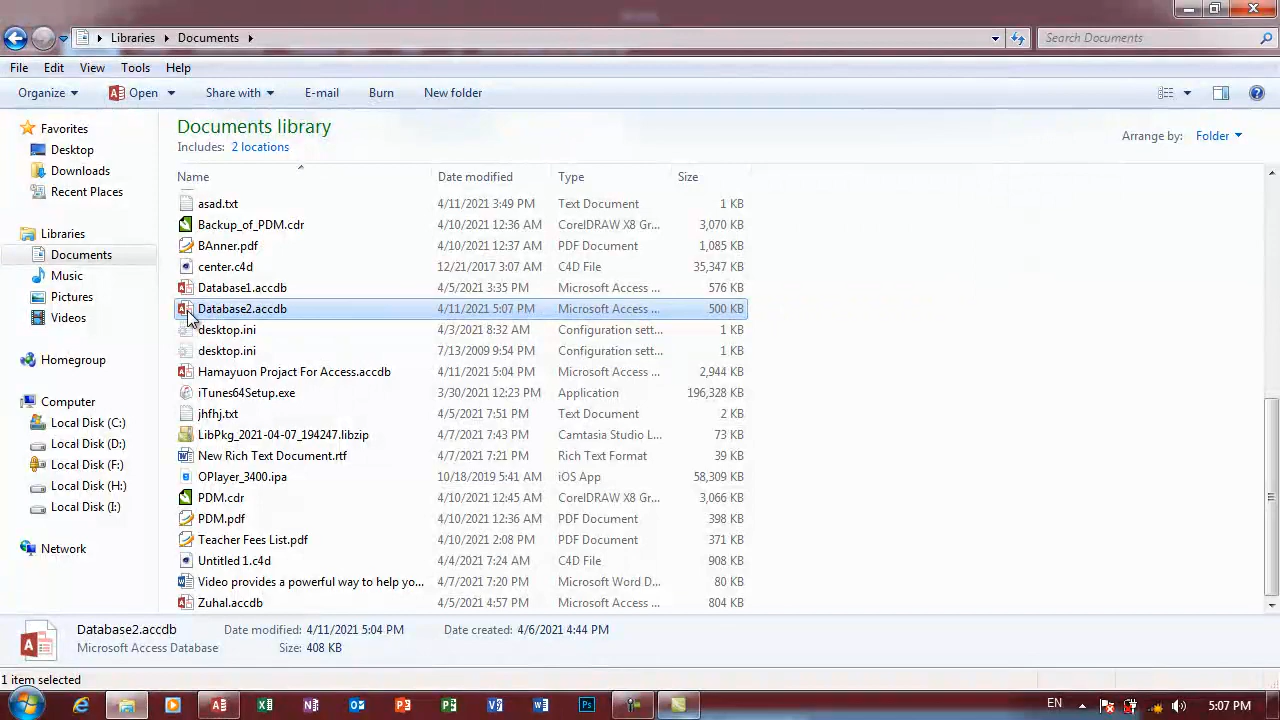 Libraries Documents
Search Documents
File Edit View Tools Help
Organize Open Share with E-mail Burn New folder
Favorites
Desktop
Downloads
Recent Places
Libraries
Documents
Music
Pictures
Videos
Homegroup
Computer
Local Disk (C:)
Local Disk (D:)
Local Disk (F:)
Local Disk (H:)
Local Disk (I:)
Network
Documents library
Includes: 2 locations
Arrange by: Folder
Name Date modified Type Size
asad.txt 4/11/2021 3:49 PM Text Document 1 KB
Backup_of_PDM.cdr 4/10/2021 12:36 AM CorelDRAW X8 Gr... 3,070 KB
BAnner.pdf 4/10/2021 12:37 AM PDF Document 1,085 KB
center.c4d 12/21/2017 3:07 AM C4D File 35,347 KB
Database1.accdb 4/5/2021 3:35 PM Microsoft Access ... 576 KB
Database2.accdb 4/11/2021 5:07 PM Microsoft Access ... 500 KB
desktop.ini 4/3/2021 8:32 AM Configuration sett... 1 KB
desktop.ini 7/13/2009 9:54 PM Configuration sett... 1 KB
Hamayuon Projact For Access.accdb 4/11/2021 5:04 PM Microsoft Access ... 2,944 KB
iTunes64Setup.exe 3/30/2021 12:23 PM Application 196,328 KB
jhfhj.txt 4/5/2021 7:51 PM Text Document 2 KB
LibPkg_2021-04-07_194247.libzip 4/7/2021 7:43 PM Camtasia Studio L... 73 KB
New Rich Text Document.rtf 4/7/2021 7:21 PM Rich Text Format 39 KB
OPlayer_3400.ipa 10/18/2019 5:41 AM iOS App 58,309 KB
PDM.cdr 4/10/2021 12:45 AM CorelDRAW X8 Gr... 3,066 KB
PDM.pdf 4/10/2021 12:36 AM PDF Document 398 KB
Teacher Fees List.pdf 4/10/2021 2:08 PM PDF Document 371 KB
Untitled 1.c4d 4/4/2021 7:24 AM C4D File 908 KB
Video provides a powerful way to help yo... 4/7/2021 7:20 PM Microsoft Word D... 80 KB
Zuhal.accdb 4/5/2021 4:57 PM Microsoft Access ... 804 KB
Database2.accdb Date modified: 4/11/2021 5:04 PM Date created: 4/6/2021 4:44 PM
Microsoft Access Database Size: 408 KB
1 item selected
EN 5:07 PM